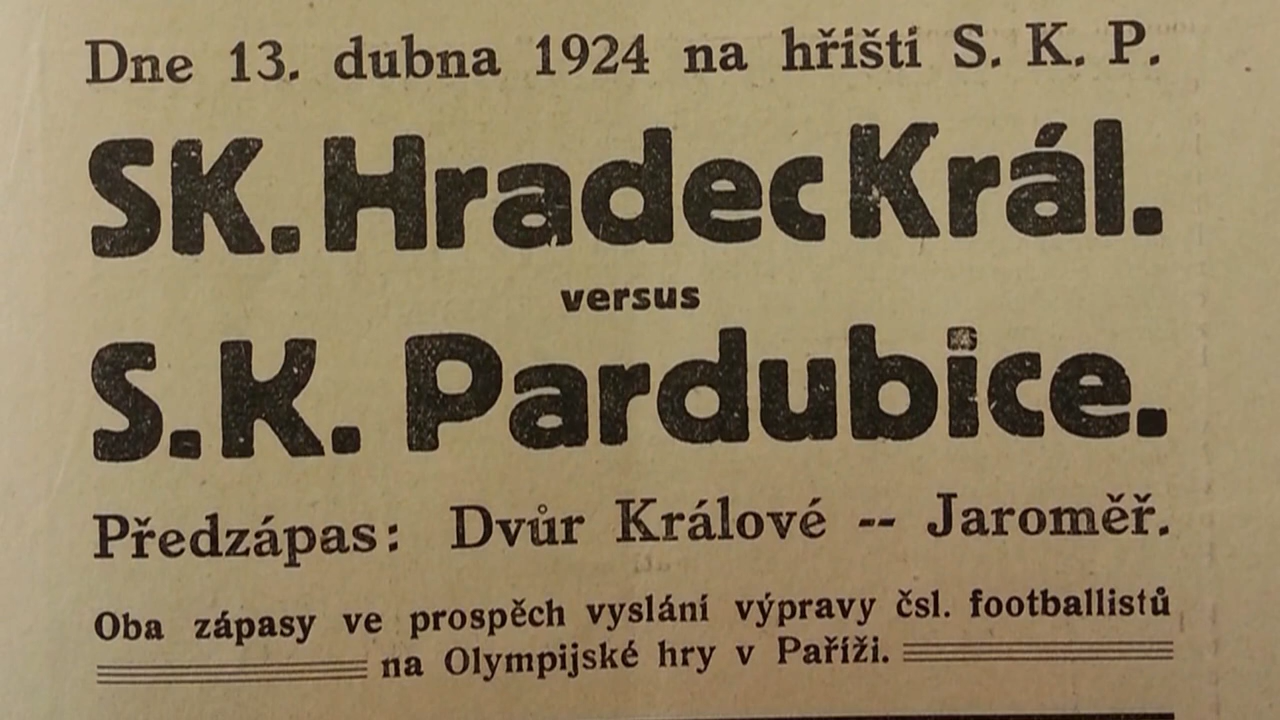 Dne 13. dubna 1924 na hřišti S. K. P.
SK. Hradec Král.
versus
S. K. Pardubice.
Předzápas: Dvůr Králové -- Jaroměř.
Oba zápasy ve prospěch vyslání výpravy čsl. footballistů
na Olympijské hry v Paříži.